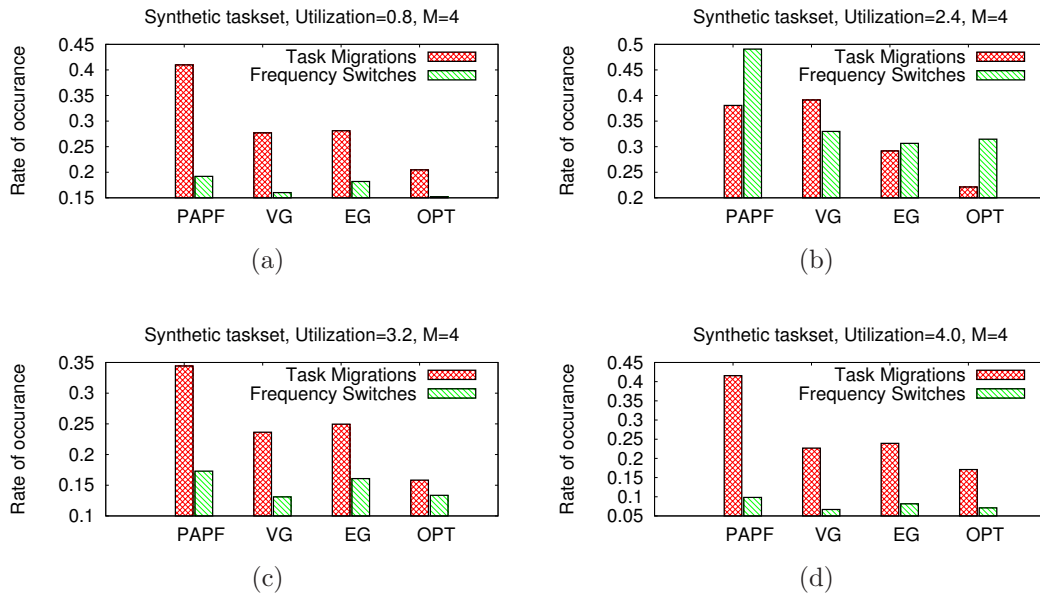 Synthetic taskset, Utilization=0.8, M=4
Rate of occurance
0.45
0.4
0.35
0.3
0.25
0.2
0.15
Task Migrations
Frequency Switches
PAPF VG EG OPT
(a)
Synthetic taskset, Utilization=2.4, M=4
Rate of occurance
0.5
0.45
0.4
0.35
0.3
0.25
0.2
Task Migrations
Frequency Switches
PAPF VG EG OPT
(b)
Synthetic taskset, Utilization=3.2, M=4
Rate of occurance
0.35
0.3
0.25
0.2
0.15
0.1
Task Migrations
Frequency Switches
PAPF VG EG OPT
(c)
Synthetic taskset, Utilization=4.0, M=4
Rate of occurance
0.45
0.4
0.35
0.3
0.25
0.2
0.15
0.1
0.05
Task Migrations
Frequency Switches
PAPF VG EG OPT
(d)